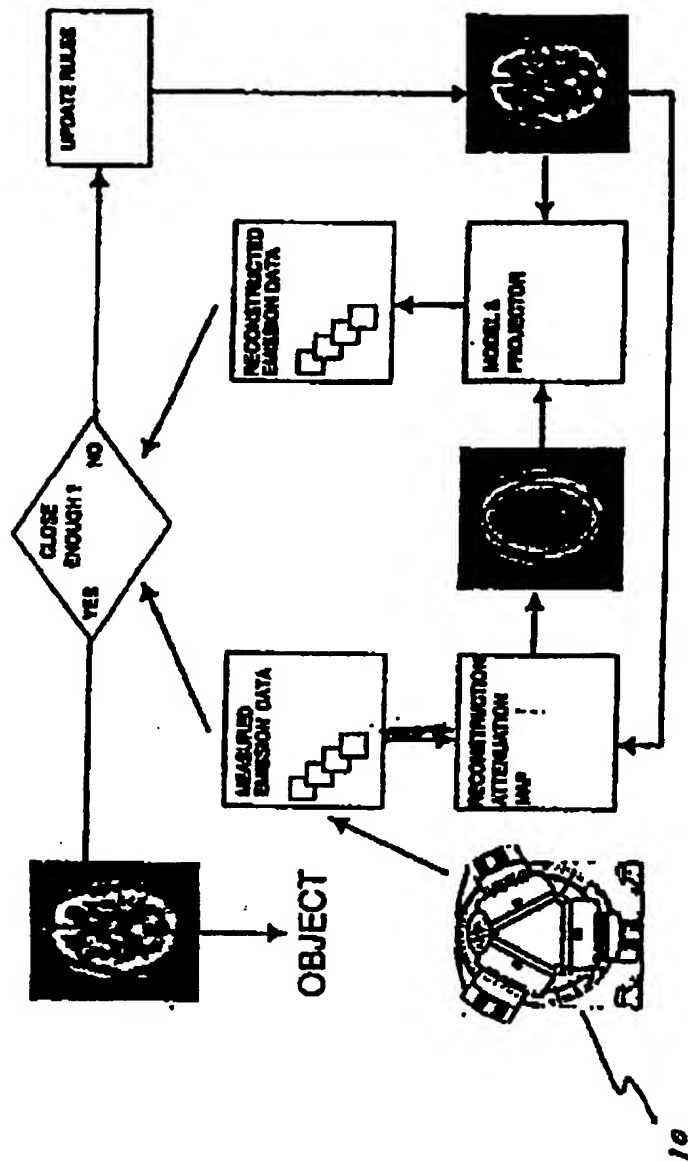 UPDATE RULES
CLOSE
ENOUGH ?
YES
NO
RECONSTRUCTED
EMISSION DATA
MEASURED
EMISSION DATA
MODEL &
PROJECTOR
RECONSTRUCTION
ATTENUATION
MAP
OBJECT
10